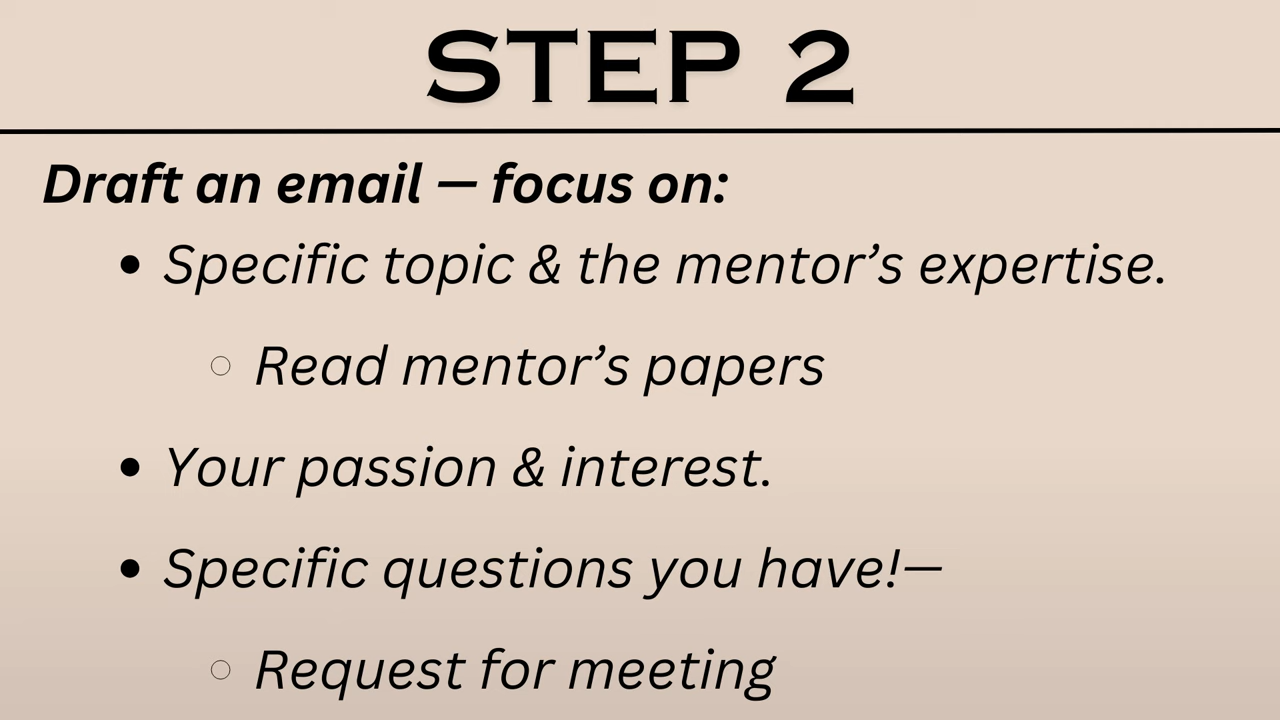 STEP 2
Draft an email — focus on:
• Specific topic & the mentor’s expertise.
○ Read mentor’s papers
• Your passion & interest.
• Specific questions you have!—
○ Request for meeting